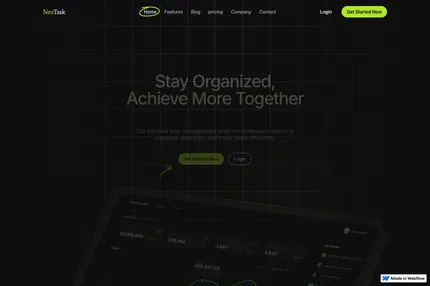 NexTask
Home Features Blog pricing Company Contact
Login
Get Started Now
Stay Organized,
Achieve More Together
Our intuitive task management platform empowers teams to
organize, prioritize, and track tasks efficiently.
Get Started Now
Login
Made in Webflow